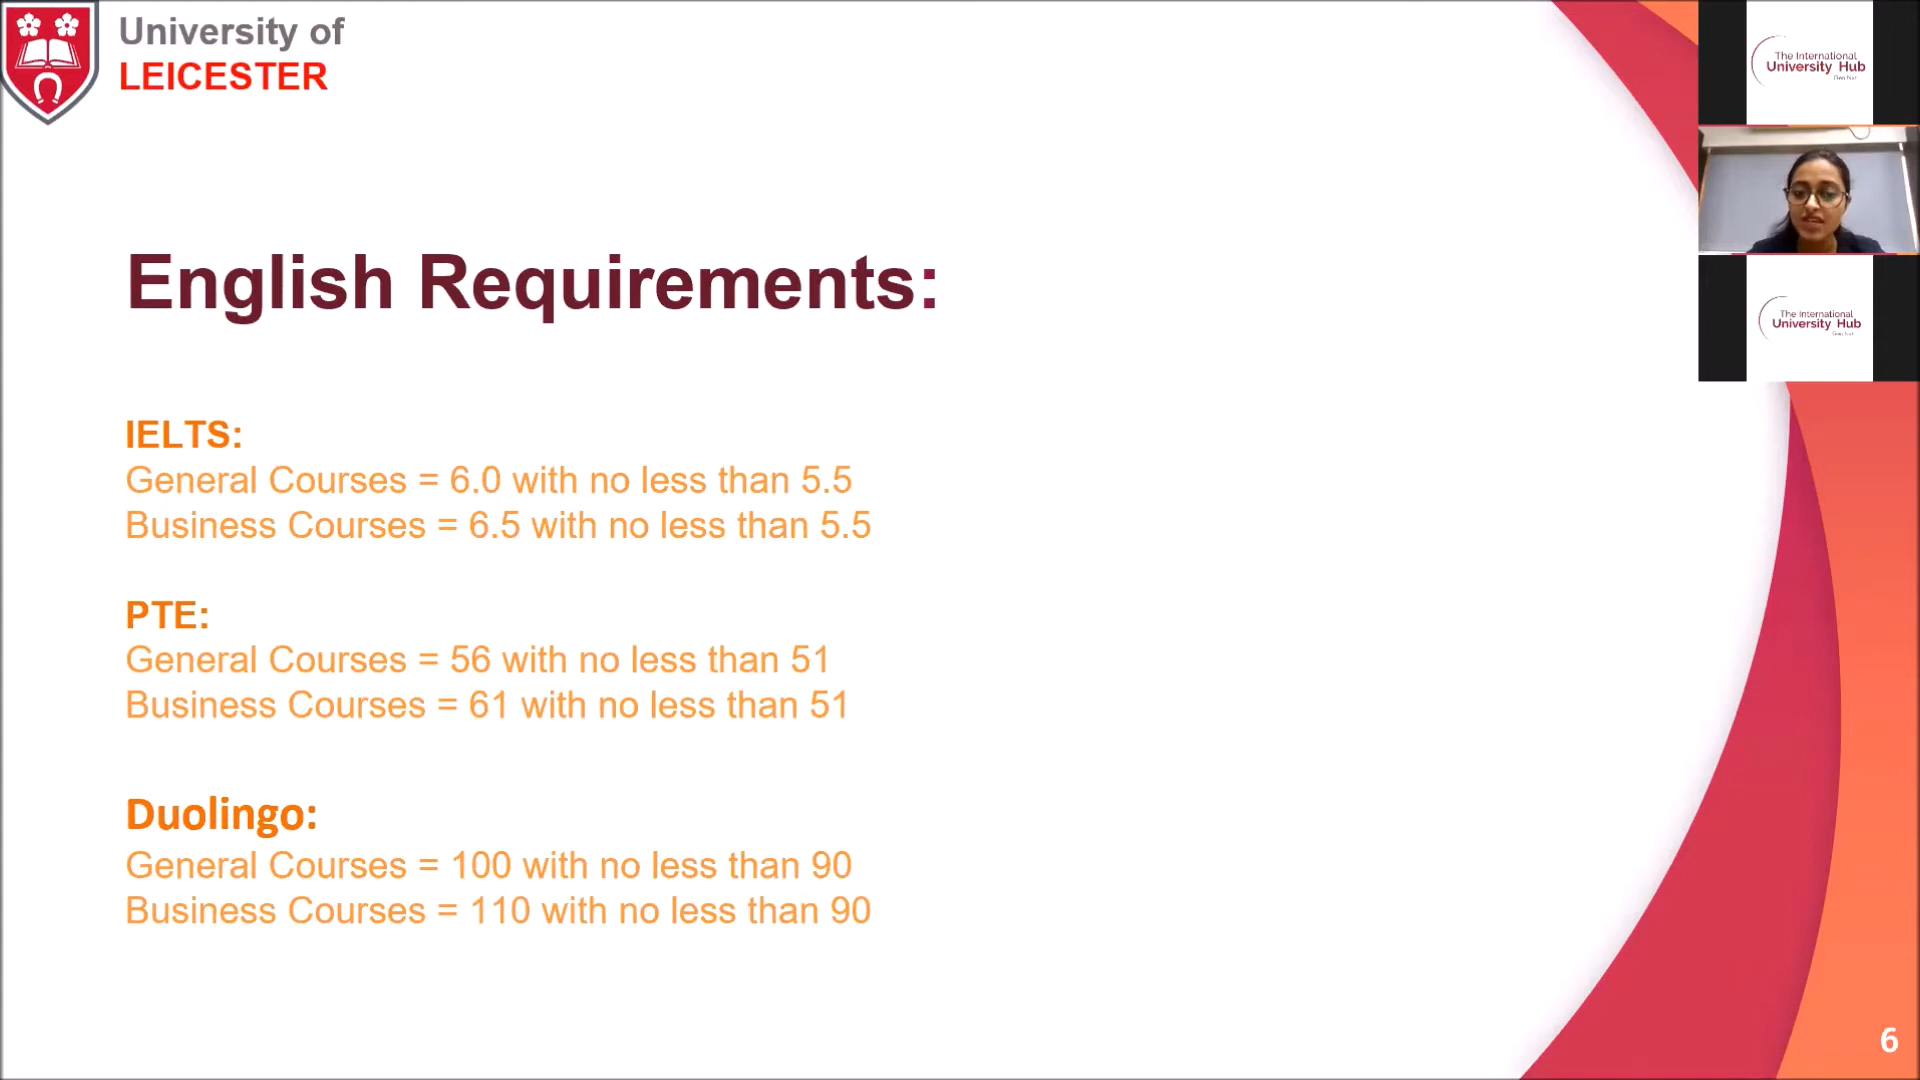 University of
LEICESTER
English Requirements:
IELTS:
General Courses = 6.0 with no less than 5.5
Business Courses = 6.5 with no less than 5.5
PTE:
General Courses = 56 with no less than 51
Business Courses = 61 with no less than 51
Duolingo:
General Courses = 100 with no less than 90
Business Courses = 110 with no less than 90
The International
University Hub
The International
University Hub
6